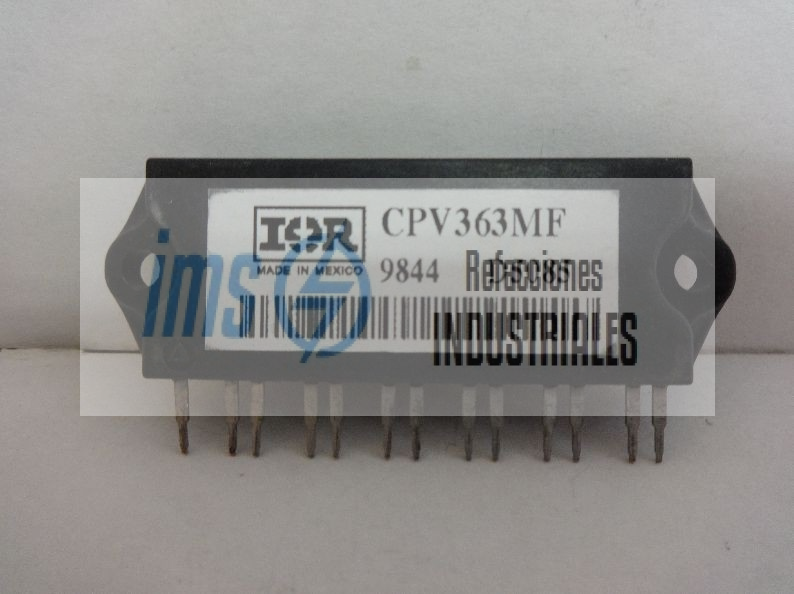 IOR CPV363MF
MADE IN MEXICO 9844
ims Refacciones
INDUSTRIALES